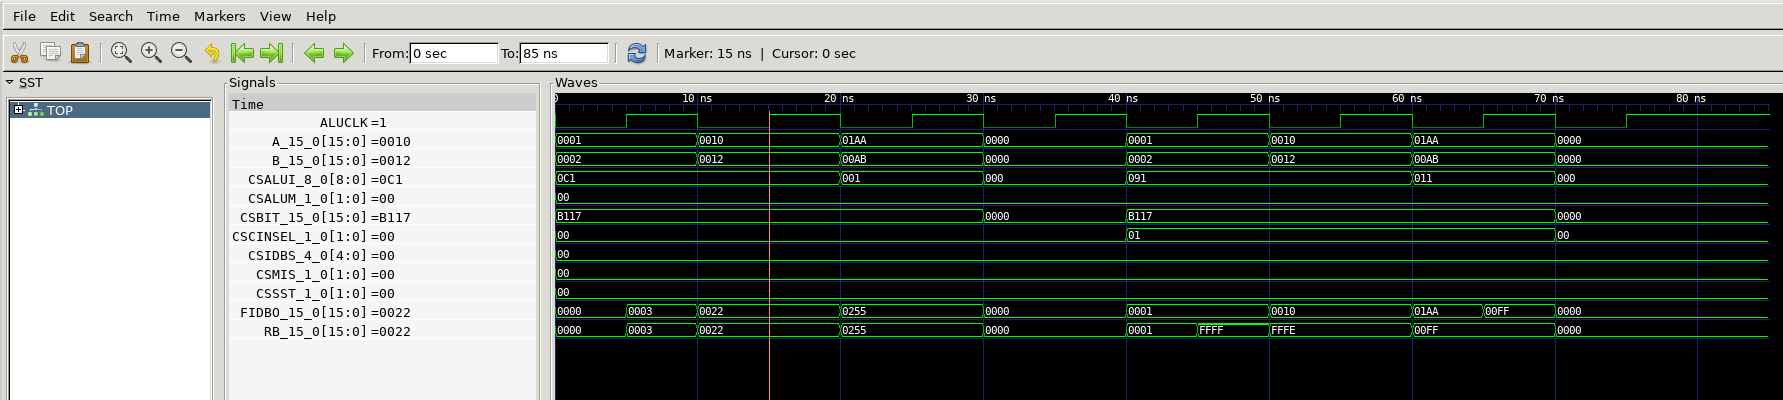 File Edit Search Time Markers View Help
From: 0 sec To: 85 ns Marker: 15 ns | Cursor: 0 sec
SST Signals Waves
TOP
Time 0 10 ns 20 ns 30 ns 40 ns 50 ns 60 ns 70 ns 80 ns
ALUCLK =1
A_15_0[15:0] =0010 0001 0010 01AA 0000 0001 0010 01AA 0000
B_15_0[15:0] =0012 0002 0012 00AB 0000 0002 0012 00AB 0000
CSALUI_8_0[8:0] =0C1 0C1 001 000 091 011 000
CSALUM_1_0[1:0] =00 00
CSBIT_15_0[15:0] =B117 B117 0000 B117 0000
CSCINSEL_1_0[1:0] =00 00 01 00
CSIDBS_4_0[4:0] =00 00
CSMIS_1_0[1:0] =00 00
CSSST_1_0[1:0] =00 00
FIDBO_15_0[15:0] =0022 0000 0003 0022 0255 0000 0001 0010 01AA 00FF 0000
RB_15_0[15:0] =0022 0000 0003 0022 0255 0000 0001 FFFF FFFE 00FF 0000